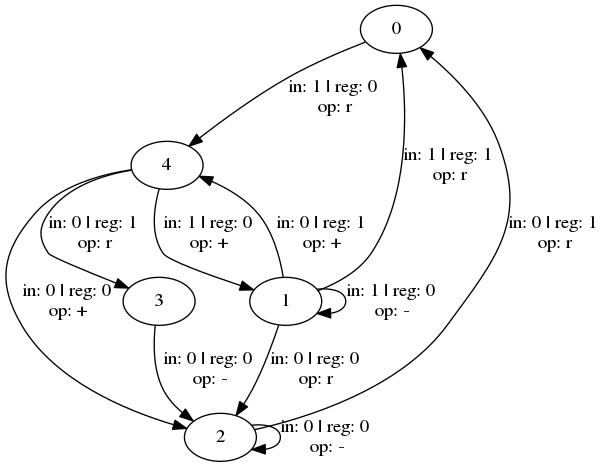 0
in: 1 | reg: 0
op: r
4
in: 1 | reg: 1
op: r
in: 0 | reg: 1
op: r
in: 1 | reg: 0
op: +
in: 0 | reg: 1
op: +
in: 0 | reg: 1
op: r
in: 0 | reg: 0
op: +
3
1
in: 1 | reg: 0
op: -
in: 0 | reg: 0
op: -
in: 0 | reg: 0
op: r
2
in: 0 | reg: 0
op: -